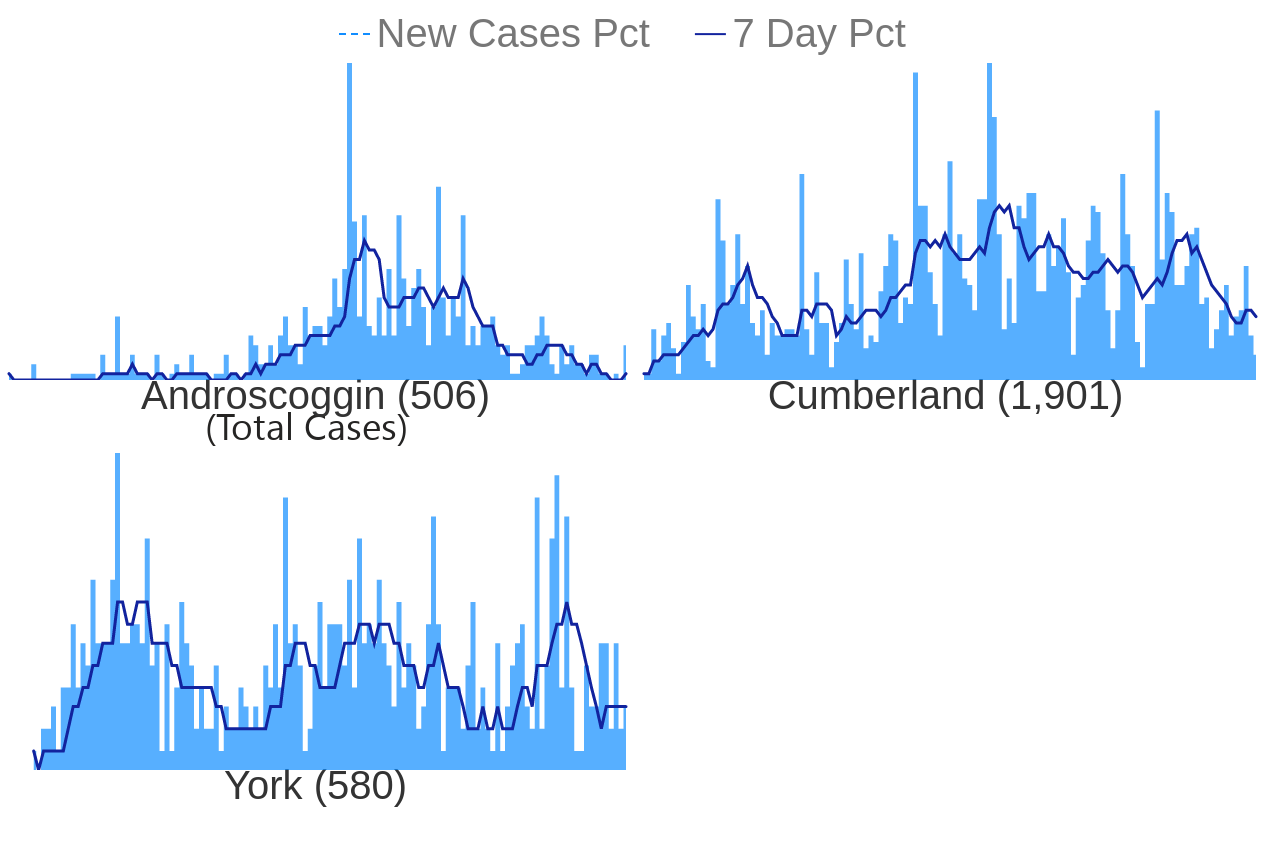 New Cases Pct 7 Day Pct
Androscoggin (506)
(Total Cases)
Cumberland (1,901)
York (580)